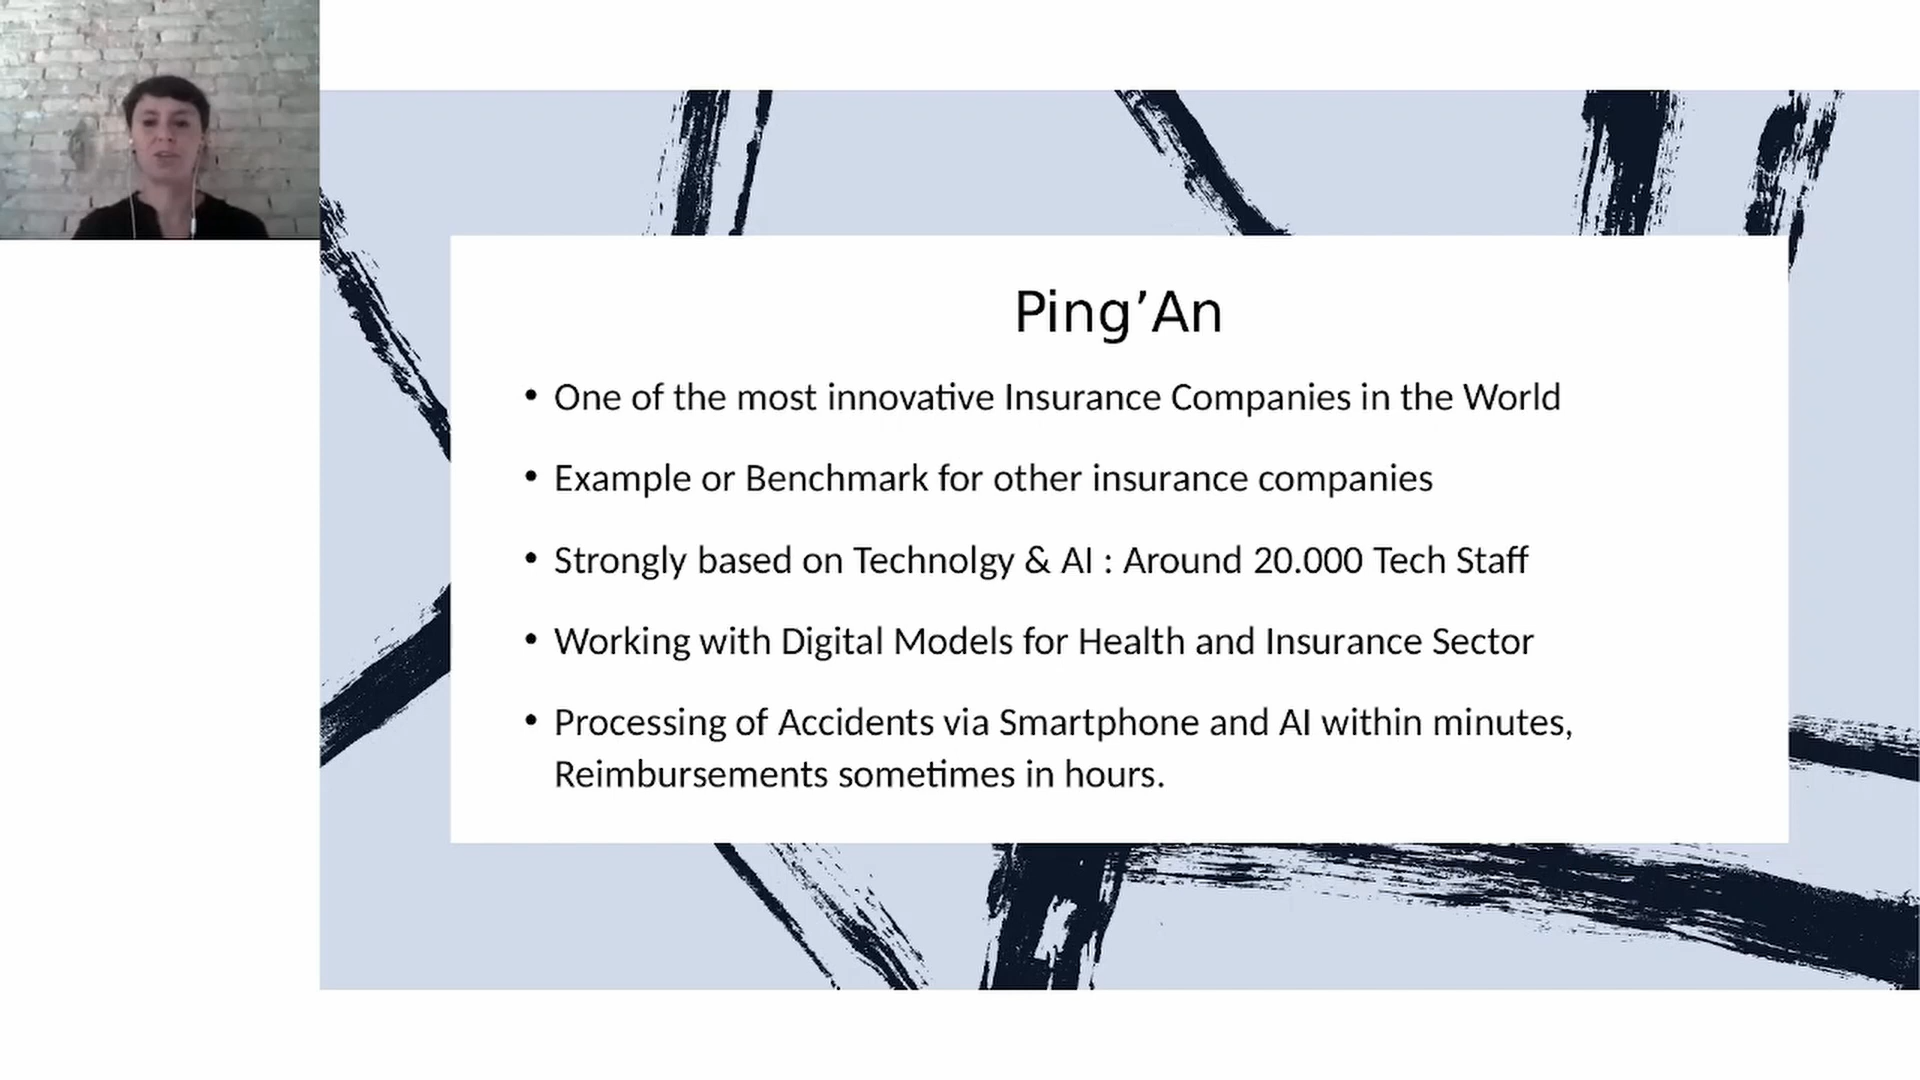 Ping’An
• One of the most innovative Insurance Companies in the World
• Example or Benchmark for other insurance companies
• Strongly based on Technolgy & AI : Around 20.000 Tech Staff
• Working with Digital Models for Health and Insurance Sector
• Processing of Accidents via Smartphone and AI within minutes,
Reimbursements sometimes in hours.